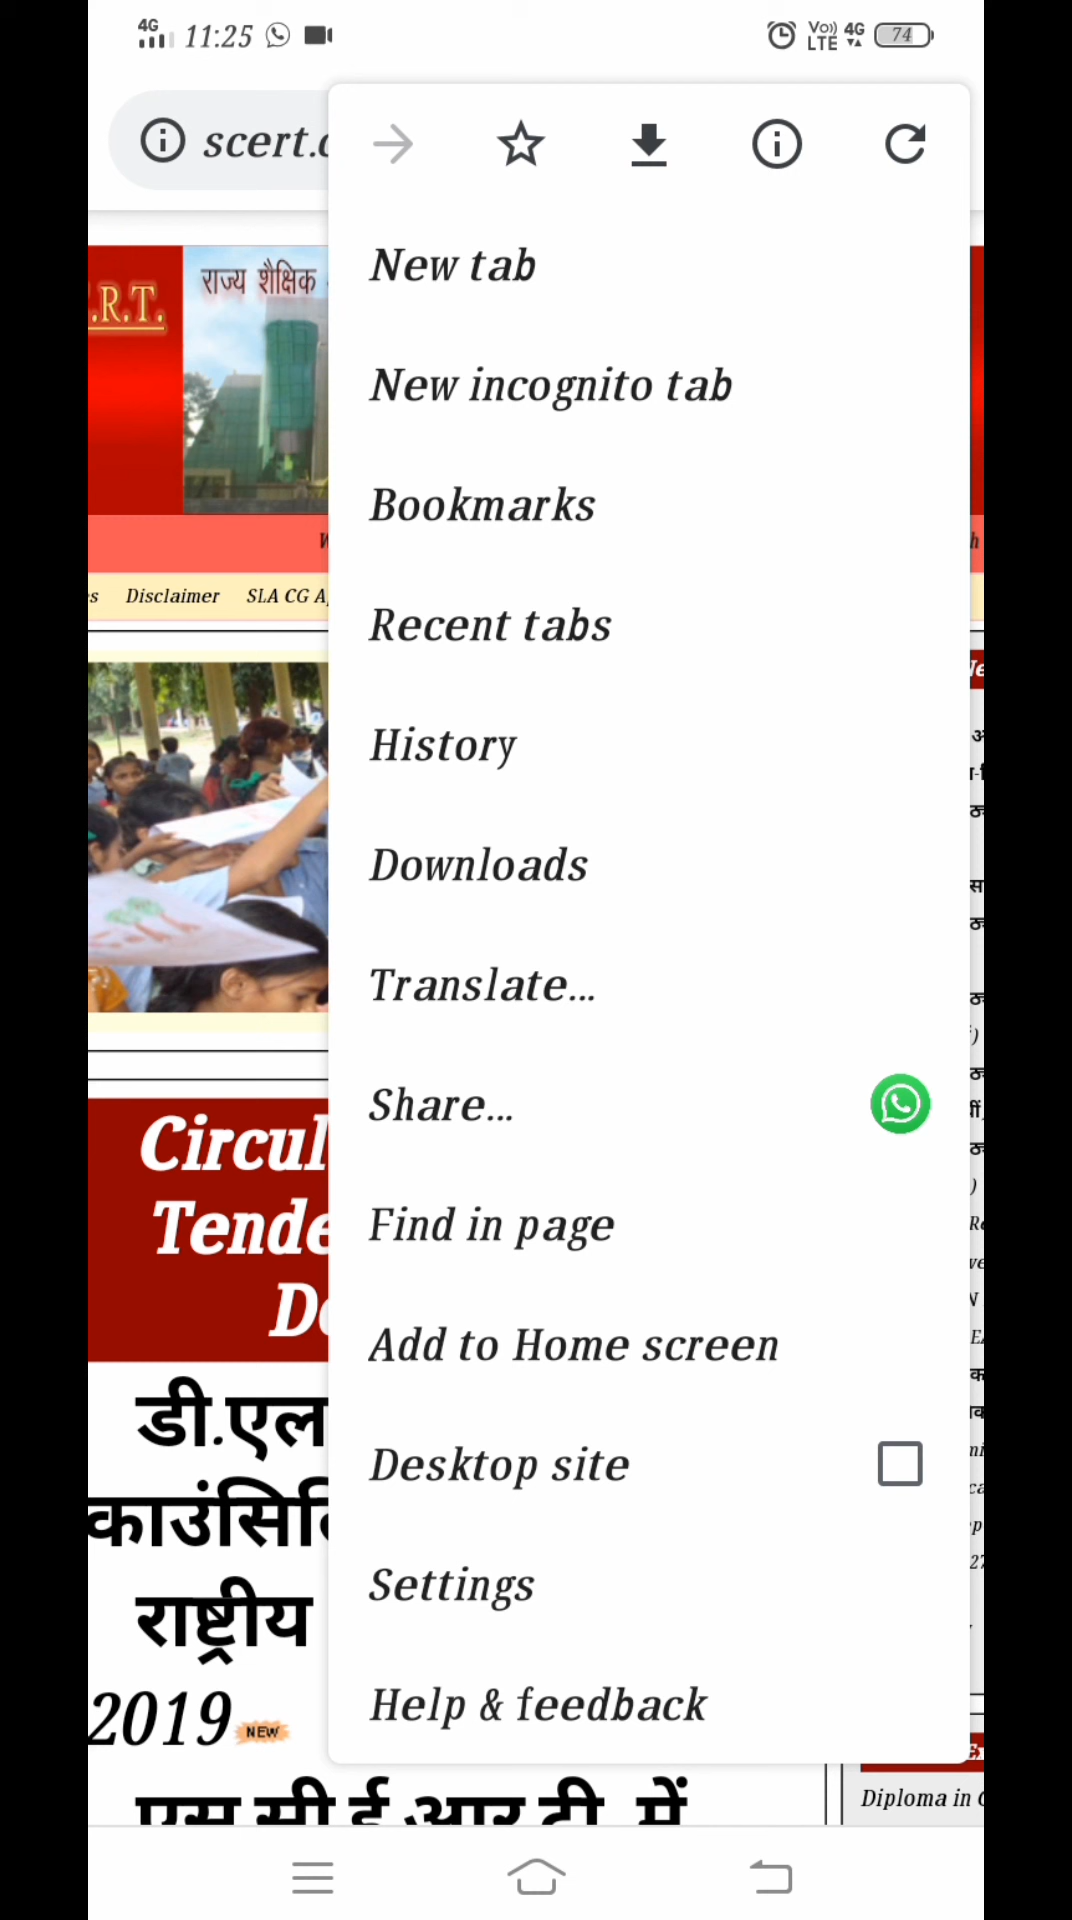 4G 11:25 Vo)) LTE 4G 74
scert.c
.R.T.
राज्य शैक्षिक
Disclaimer SLA CG A
New tab
New incognito tab
Bookmarks
Recent tabs
History
Downloads
Translate...
Share...
Find in page
Add to Home screen
Desktop site
Settings
Help & feedback
Circul
Tende
D
डी.एल
काउंसि
राष्ट्रीय
2019 NEW
एस सी ई आर टी में
Diploma in